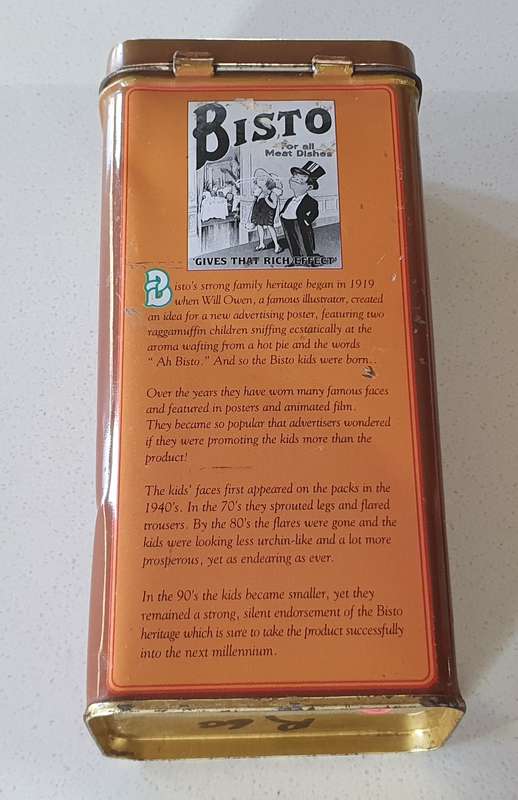 BISTO
For all
Meat Dishes
'GIVES THAT RICH EFFECT'
Bisto's strong family heritage began in 1919
when Will Owen, a famous illustrator, created
an idea for a new advertising poster, featuring two
raggamuffin children sniffing ecstatically at the
aroma wafting from a hot pie and the words
"Ah Bisto." And so the Bisto kids were born..
Over the years they have worn many famous faces
and featured in posters and animated film.
They became so popular that advertisers wondered
if they were promoting the kids more than the
product!
The kids' faces first appeared on the packs in the
1940's. In the 70's they sprouted legs and flared
trousers. By the 80's the flares were gone and the
kids were looking less urchin-like and a lot more
prosperous, yet as endearing as ever.
In the 90's the kids became smaller, yet they
remained a strong, silent endorsement of the Bisto
heritage which is sure to take the product successfully
into the next millennium.